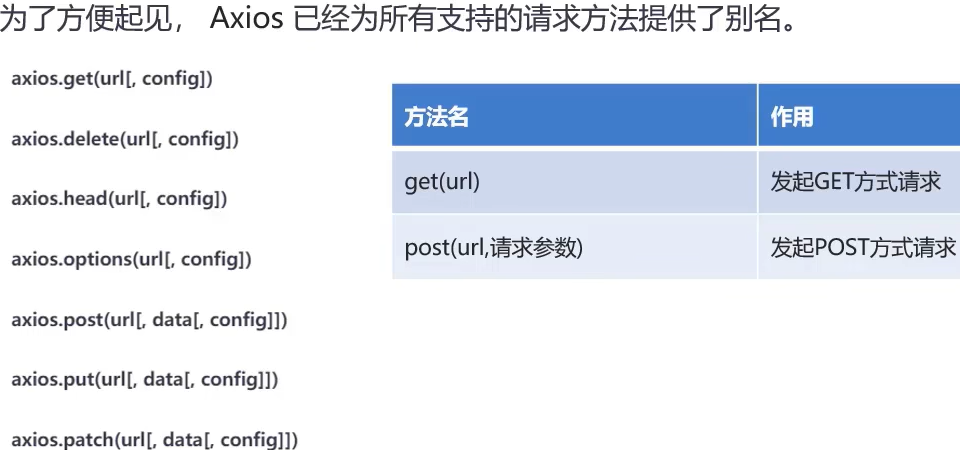 为了方便起见， Axios 已经为所有支持的请求方法提供了别名。
axios.get(url[, config])
axios.delete(url[, config])
axios.head(url[, config])
axios.options(url[, config])
axios.post(url[, data[, config]])
axios.put(url[, data[, config]])
axios.patch(url[, data[, config]])
方法名 作用
get(url) 发起GET方式请求
post(url,请求参数) 发起POST方式请求